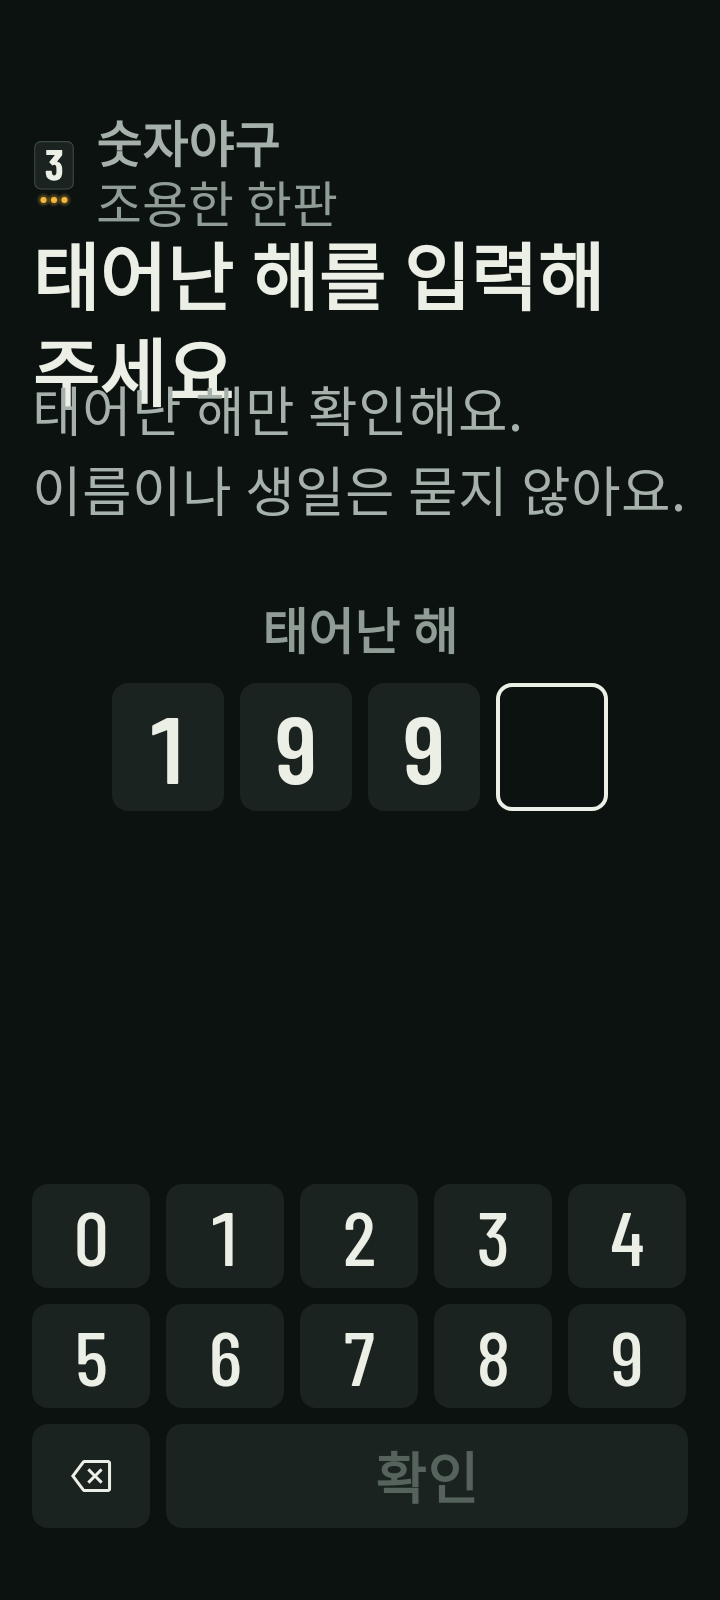 3
숫자야구
조용한 한판
태어난 해를 입력해
주세요
태어난 해만 확인해요.
이름이나 생일은 묻지 않아요.
태어난 해
1 9 9
0 1 2 3 4
5 6 7 8 9
확인